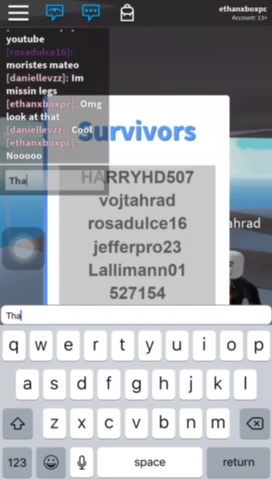 ethanxboxpc
Account: 13+
youtube
[rosadulce16]:
moristes mateo
[daniellevzz]: Im
missin legs
[ethanxboxpc]: Omg
look at that
[daniellevzz]: Cool
[ethanxboxpc]:
Nooooo
Tha
Survivors
HARRYHD507
vojtahrad
rosadulce16
jefferpro23
Lallimann01
527154
ahrad
Tha
q w e r t y u i o p
a s d f g h j k l
z x c v b n m
123 space return